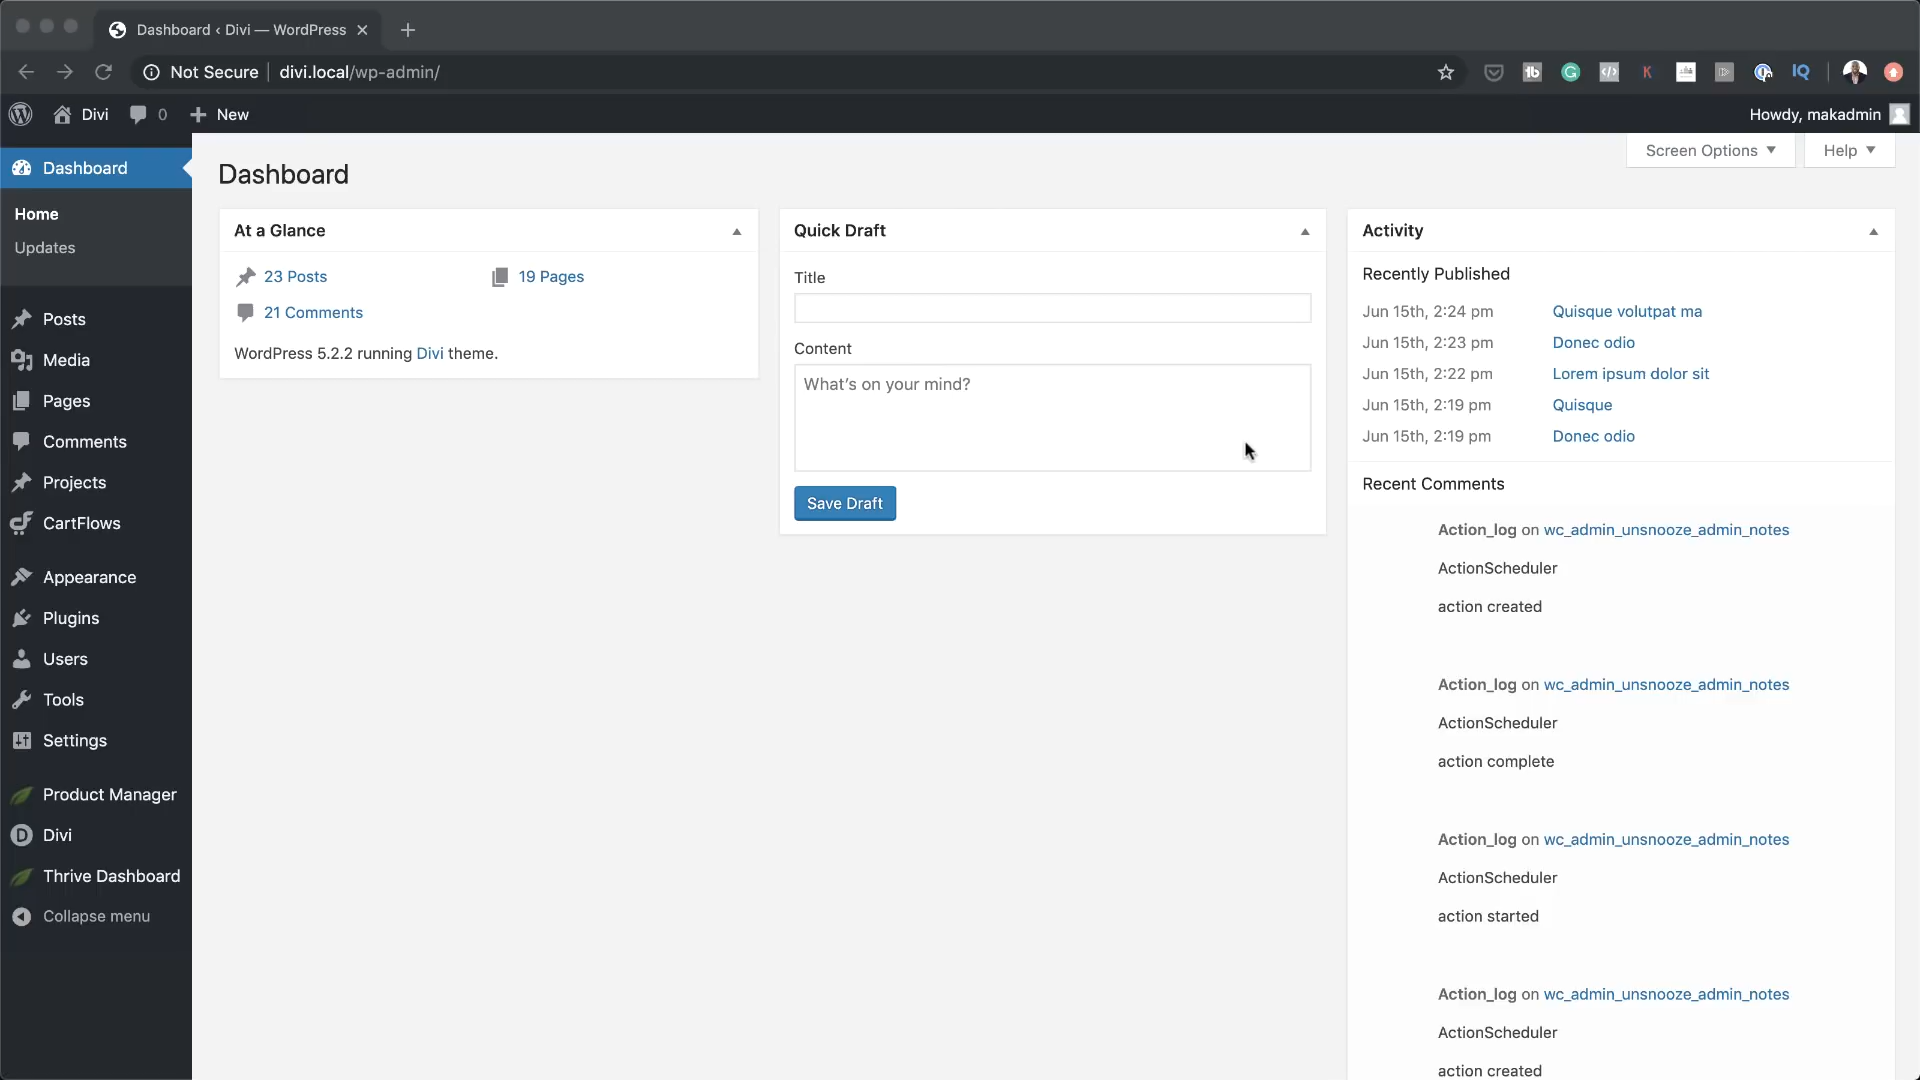 Dashboard ‹ Divi — WordPress
Not Secure
divi.local/wp-admin/
Divi
0
New
Howdy, makadmin
Dashboard
Home
Updates
Posts
Media
Pages
Comments
Projects
CartFlows
Appearance
Plugins
Users
Tools
Settings
Product Manager
Divi
Thrive Dashboard
Collapse menu
Screen Options
Help
Dashboard
At a Glance
23 Posts
19 Pages
21 Comments
WordPress 5.2.2 running Divi theme.
Quick Draft
Title
Content
What’s on your mind?
Save Draft
Activity
Recently Published
Jun 15th, 2:24 pm Quisque volutpat ma
Jun 15th, 2:23 pm Donec odio
Jun 15th, 2:22 pm Lorem ipsum dolor sit
Jun 15th, 2:19 pm Quisque
Jun 15th, 2:19 pm Donec odio
Recent Comments
Action_log on wc_admin_unsnooze_admin_notes
ActionScheduler
action created
Action_log on wc_admin_unsnooze_admin_notes
ActionScheduler
action complete
Action_log on wc_admin_unsnooze_admin_notes
ActionScheduler
action started
Action_log on wc_admin_unsnooze_admin_notes
ActionScheduler
action created